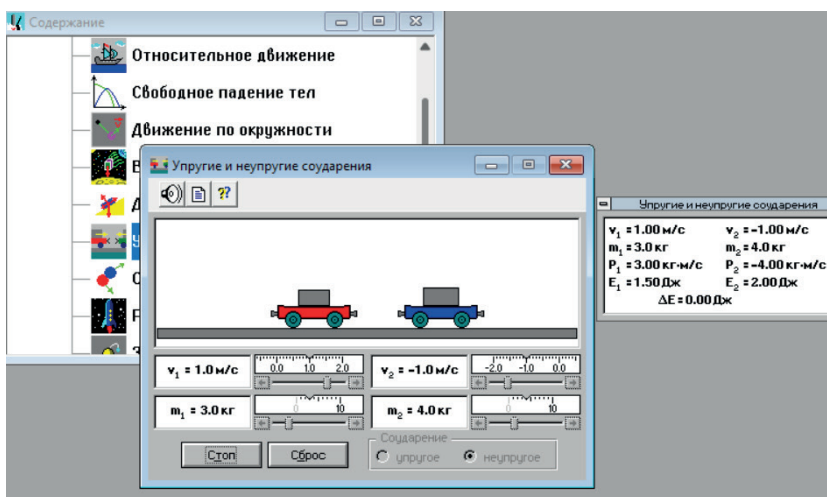 Содержание
Относительное движение
Свободное падение тел
Движение по окружности
Упругие и неупругие соударения
??
v₁ = 1.0 м/с
0.0 1.0 2.0
v₂ = -1.0 м/с
-2.0 -1.0 0.0
m₁ = 3.0 кг
0 10
m₂ = 4.0 кг
0 10
Стоп
Сброс
Соударение
упругое
неупругое
Упругие и неупругие соударения
v₁ = 1.00 м/с v₂ = -1.00 м/с
m₁ = 3.0 кг m₂ = 4.0 кг
P₁ = 3.00 кг·м/с P₂ = -4.00 кг·м/с
E₁ = 1.50 Дж E₂ = 2.00 Дж
ΔE = 0.00 Дж